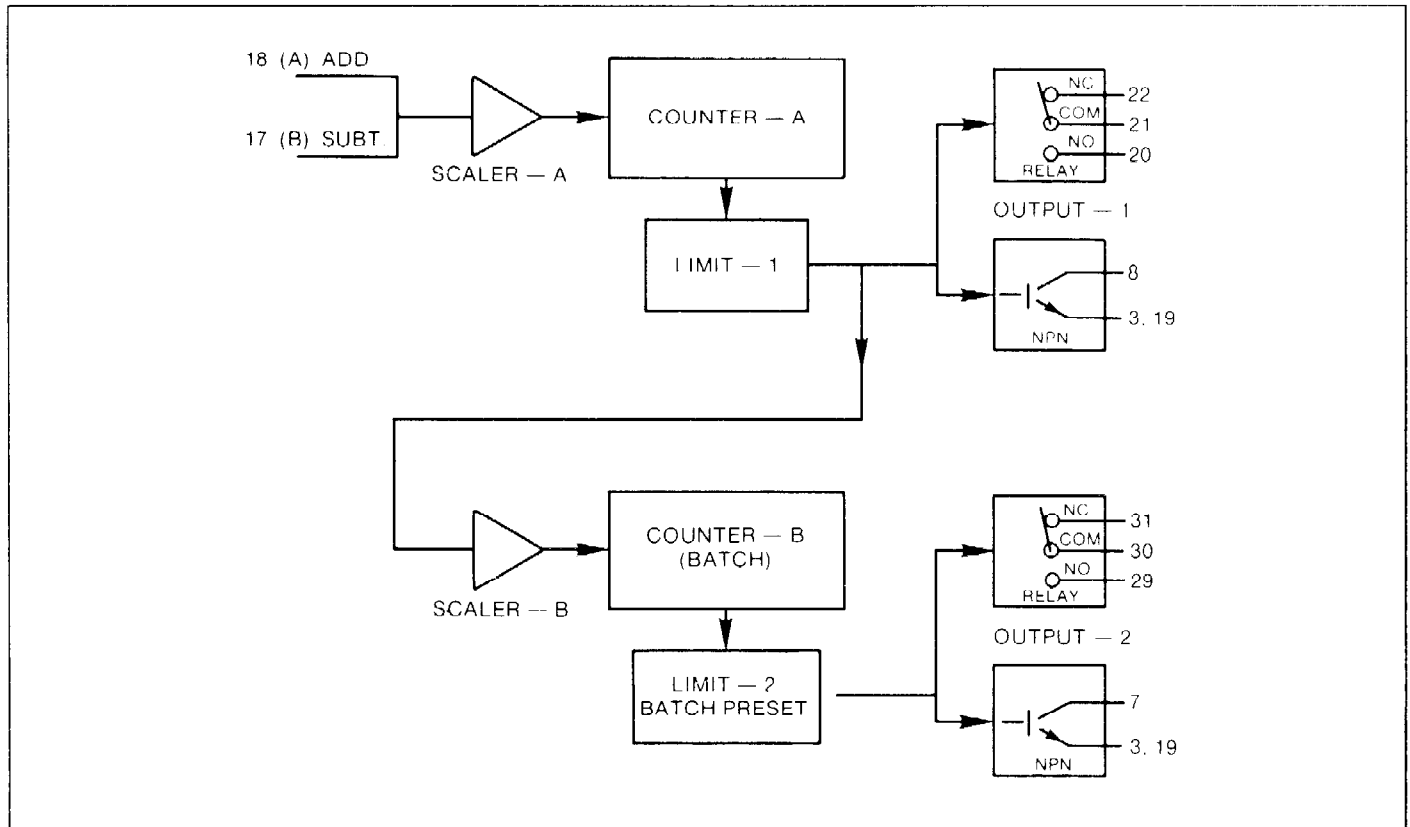 18 (A) ADD
17 (B) SUBT.
SCALER — A
COUNTER — A
LIMIT — 1
NC
22
COM
21
NO
20
RELAY
OUTPUT — 1
8
3, 19
NPN
SCALER — B
COUNTER — B
(BATCH)
LIMIT — 2
BATCH PRESET
NC
31
COM
30
NO
29
RELAY
OUTPUT — 2
7
3, 19
NPN